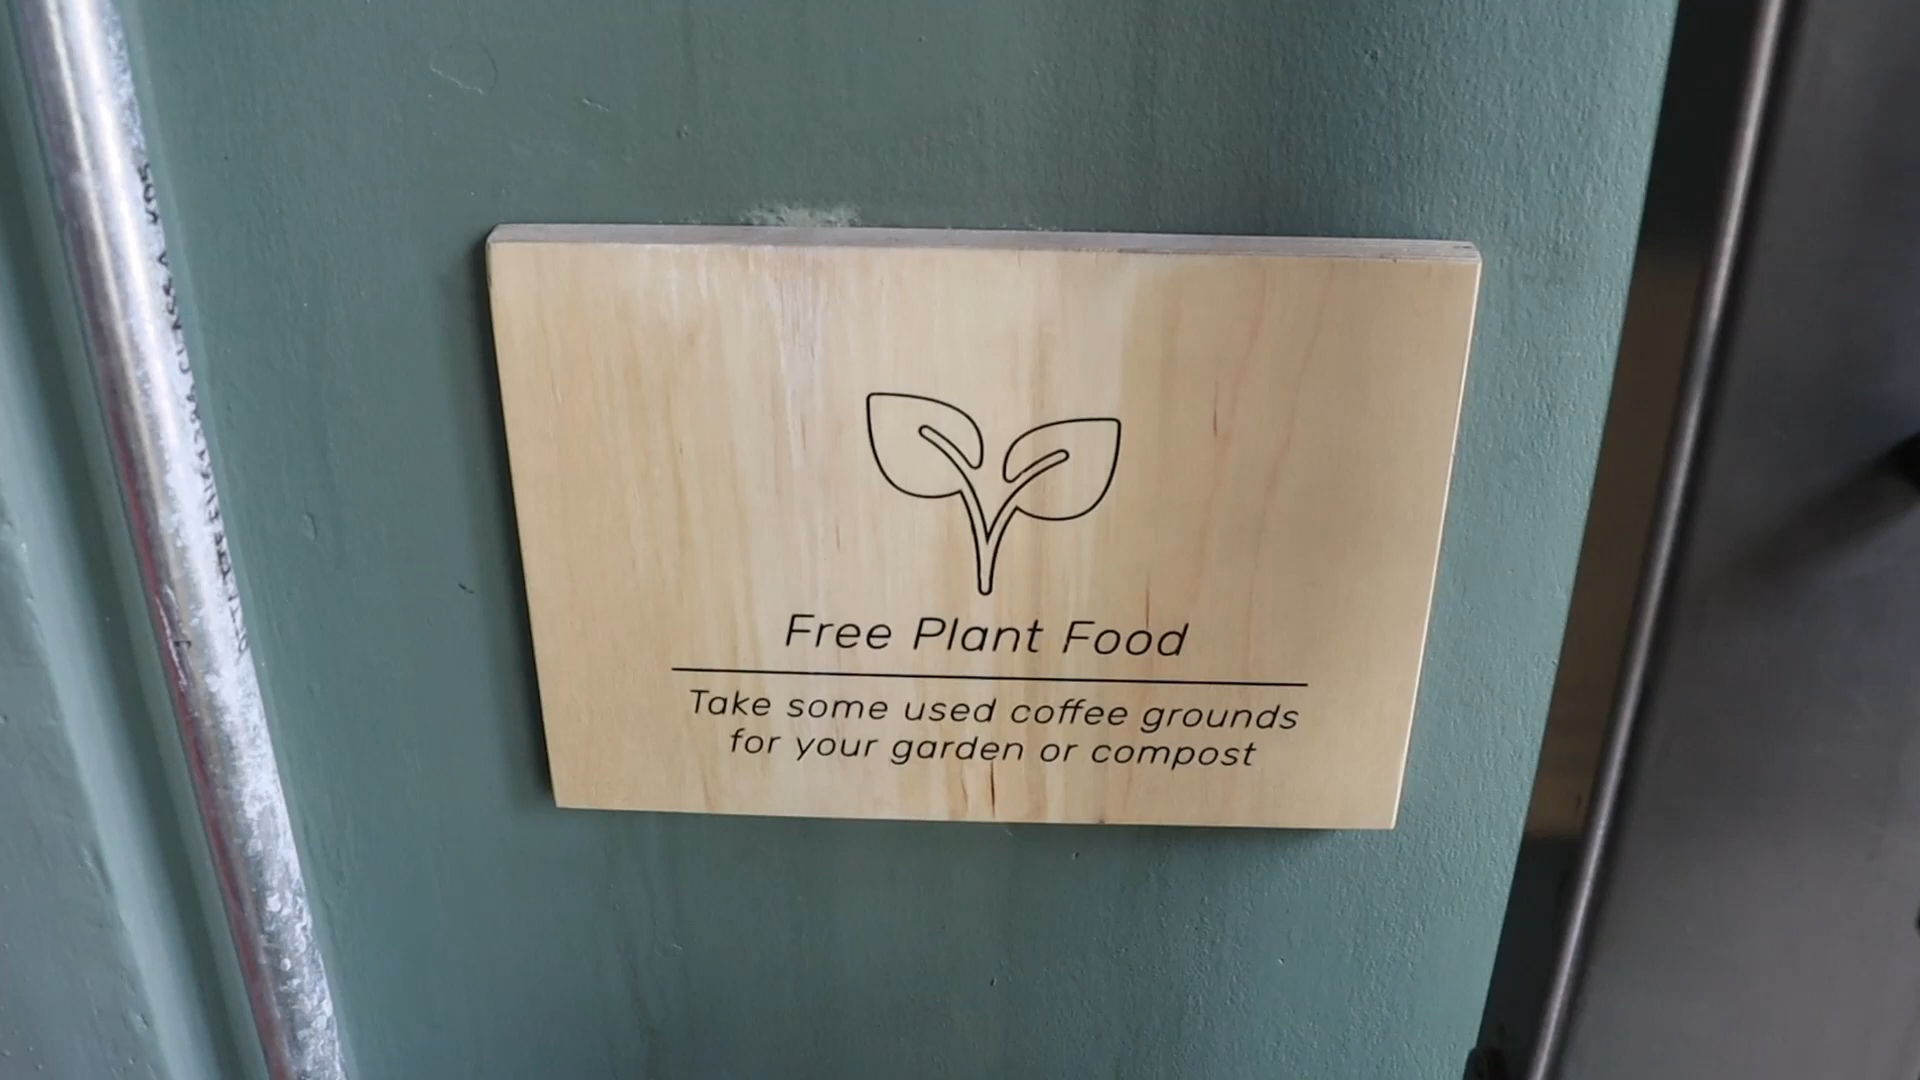 Free Plant Food
Take some used coffee grounds
for your garden or compost